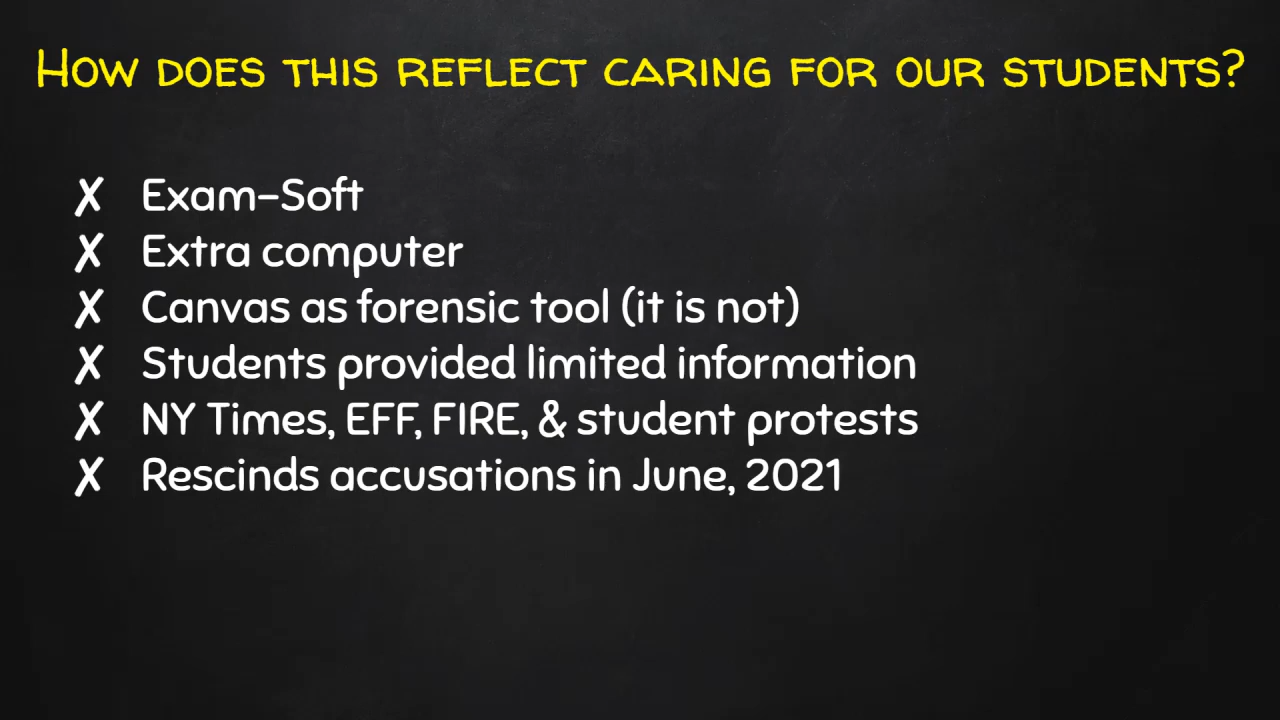 How does this reflect caring for our students?
✗ Exam-Soft
✗ Extra computer
✗ Canvas as forensic tool (it is not)
✗ Students provided limited information
✗ NY Times, EFF, FIRE, & student protests
✗ Rescinds accusations in June, 2021